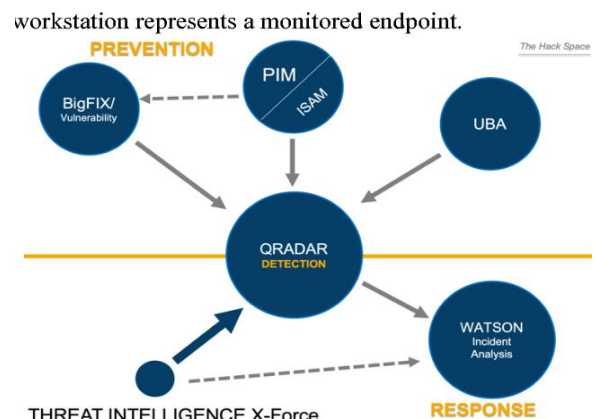 workstation represents a monitored endpoint.
PREVENTION
The Hack Space
PIM
ISAM
BigFIX/
Vulnerability
UBA
QRADAR
DETECTION
WATSON
Incident
Analysis
THREAT INTELLIGENCE X-Force
RESPONSE